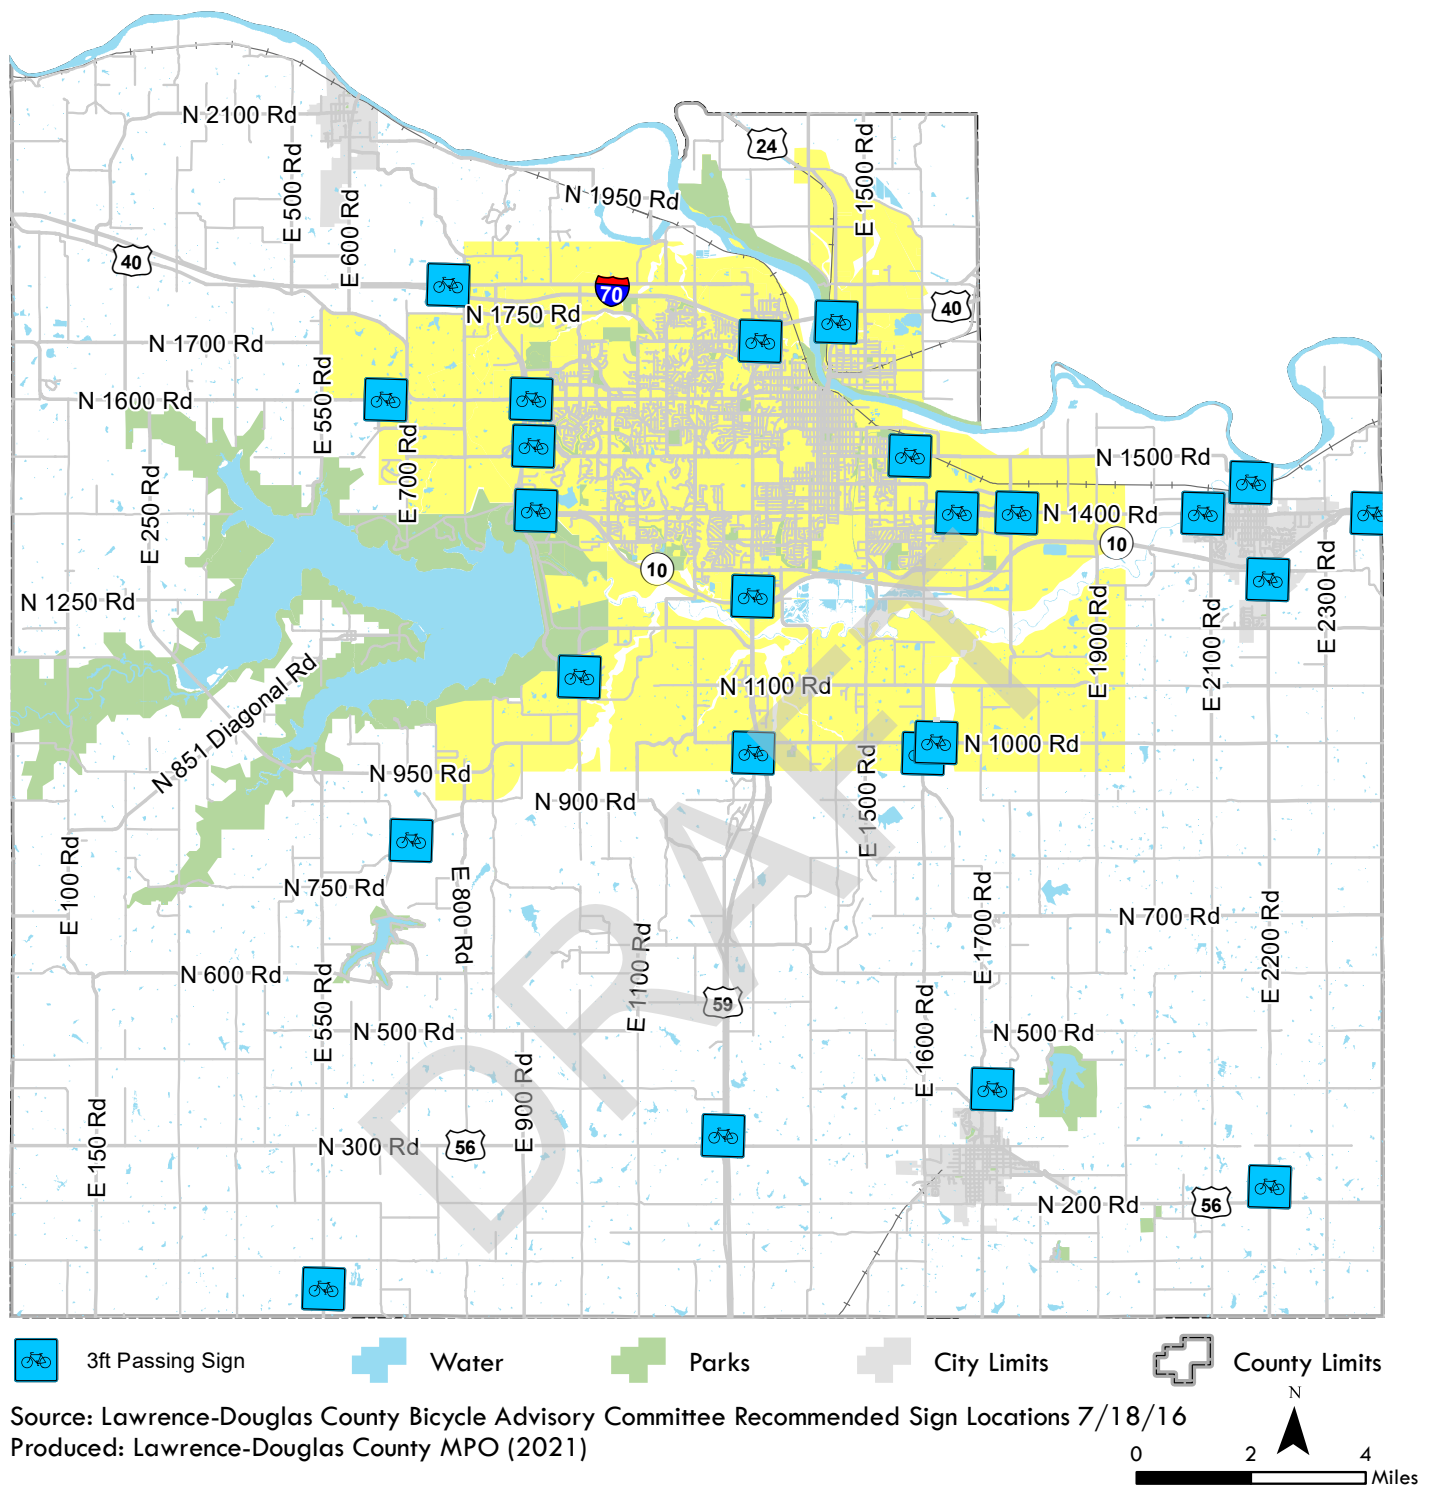 N 2100 Rd
24
E 1500 Rd
E 500 Rd
N 1950 Rd
E 600 Rd
40
70
40
N 1750 Rd
N 1700 Rd
E 550 Rd
N 1600 Rd
E 700 Rd
N 1500 Rd
E 250 Rd
N 1400 Rd
10
10
E 2300 Rd
N 1250 Rd
E 1900 Rd
E 2100 Rd
N 851 Diagonal Rd
N 1100 Rd
N 1000 Rd
N 950 Rd
E 1500 Rd
N 900 Rd
E 100 Rd
N 750 Rd
E 800 Rd
E 1700 Rd
N 700 Rd
E 2200 Rd
N 600 Rd
E 1100 Rd
59
E 550 Rd
N 500 Rd
E 1600 Rd
N 500 Rd
E 900 Rd
E 150 Rd
N 300 Rd
56
N 200 Rd
56
DRAFT
3ft Passing Sign
Water
Parks
City Limits
County Limits
N
Source: Lawrence-Douglas County Bicycle Advisory Committee Recommended Sign Locations 7/18/16
Produced: Lawrence-Douglas County MPO (2021)
0 2 4
Miles